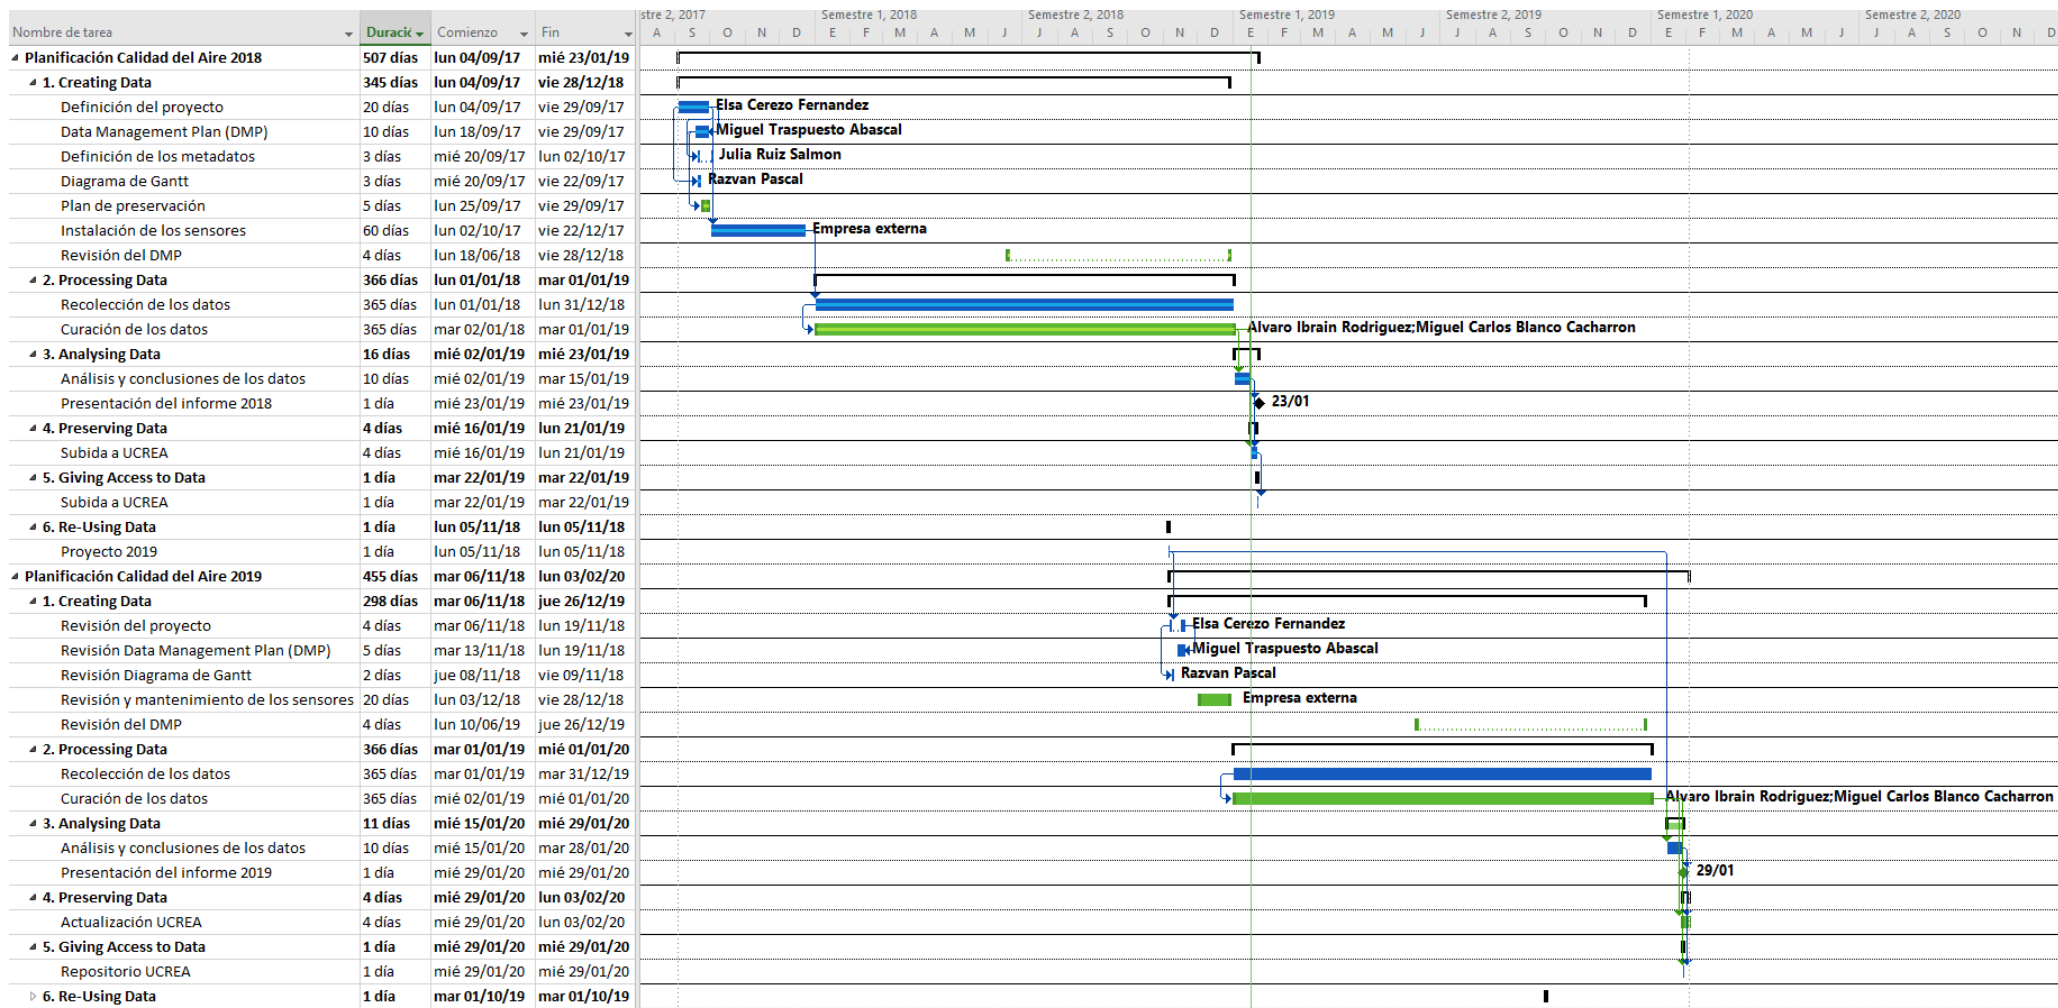 stre 2, 2017 Semestre 1, 2018 Semestre 2, 2018 Semestre 1, 2019 Semestre 2, 2019 Semestre 1, 2020 Semestre 2, 2020
Nombre de tarea Duració Comienzo Fin A S O N D E F M A M J J A S O N D E F M A M J J A S O N D E F M A M J J A S O N D
Planificación Calidad del Aire 2018 507 días lun 04/09/17 mié 23/01/19
1. Creating Data 345 días lun 04/09/17 vie 28/12/18
Definición del proyecto 20 días lun 04/09/17 vie 29/09/17 Elsa Cerezo Fernandez
Data Management Plan (DMP) 10 días lun 18/09/17 vie 29/09/17 Miguel Traspuesto Abascal
Definición de los metadatos 3 días mié 20/09/17 lun 02/10/17 Julia Ruiz Salmon
Diagrama de Gantt 3 días mié 20/09/17 vie 22/09/17 Razvan Pascal
Plan de preservación 5 días lun 25/09/17 vie 29/09/17
Instalación de los sensores 60 días lun 02/10/17 vie 22/12/17 Empresa externa
Revisión del DMP 4 días lun 18/06/18 vie 28/12/18
2. Processing Data 366 días lun 01/01/18 mar 01/01/19
Recolección de los datos 365 días lun 01/01/18 lun 31/12/18
Curación de los datos 365 días mar 02/01/18 mar 01/01/19 Alvaro Ibrain Rodriguez;Miguel Carlos Blanco Cacharron
3. Analysing Data 16 días mié 02/01/19 mié 23/01/19
Análisis y conclusiones de los datos 10 días mié 02/01/19 mar 15/01/19
Presentación del informe 2018 1 día mié 23/01/19 mié 23/01/19 23/01
4. Preserving Data 4 días mié 16/01/19 lun 21/01/19
Subida a UCREA 4 días mié 16/01/19 lun 21/01/19
5. Giving Access to Data 1 día mar 22/01/19 mar 22/01/19
Subida a UCREA 1 día mar 22/01/19 mar 22/01/19
6. Re-Using Data 1 día lun 05/11/18 lun 05/11/18
Proyecto 2019 1 día lun 05/11/18 lun 05/11/18
Planificación Calidad del Aire 2019 455 días mar 06/11/18 lun 03/02/20
1. Creating Data 298 días mar 06/11/18 jue 26/12/19
Revisión del proyecto 4 días mar 06/11/18 lun 19/11/18 Elsa Cerezo Fernandez
Revisión Data Management Plan (DMP) 5 días mar 13/11/18 lun 19/11/18 Miguel Traspuesto Abascal
Revisión Diagrama de Gantt 2 días jue 08/11/18 vie 09/11/18 Razvan Pascal
Revisión y mantenimiento de los sensores 20 días lun 03/12/18 vie 28/12/18 Empresa externa
Revisión del DMP 4 días lun 10/06/19 jue 26/12/19
2. Processing Data 366 días mar 01/01/19 mié 01/01/20
Recolección de los datos 365 días mar 01/01/19 mar 31/12/19
Curación de los datos 365 días mié 02/01/19 mié 01/01/20 Alvaro Ibrain Rodriguez;Miguel Carlos Blanco Cacharron
3. Analysing Data 11 días mié 15/01/20 mié 29/01/20
Análisis y conclusiones de los datos 10 días mié 15/01/20 mar 28/01/20
Presentación del informe 2019 1 día mié 29/01/20 mié 29/01/20 29/01
4. Preserving Data 4 días mié 29/01/20 lun 03/02/20
Actualización UCREA 4 días mié 29/01/20 lun 03/02/20
5. Giving Access to Data 1 día mié 29/01/20 mié 29/01/20
Repositorio UCREA 1 día mié 29/01/20 mié 29/01/20
6. Re-Using Data 1 día mar 01/10/19 mar 01/10/19